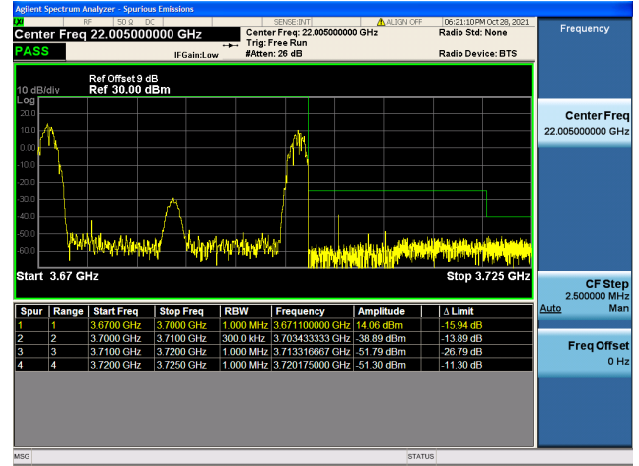 Agilent Spectrum Analyzer - Spurious Emissions
LXI RF 50 Ω DC SENSE:INT ALIGN OFF 06:21:10PM Oct 28, 2021
Center Freq 22.005000000 GHz Center Freq: 22.005000000 GHz Radio Std: None Frequency
PASS Trig: Free Run
IFGain:Low #Atten: 26 dB Radio Device: BTS
Ref Offset 9 dB
10 dB/div Ref 30.00 dBm
Log
20.0
10.0
0.00
-10.0
-20.0
-30.0
-40.0
-50.0
-60.0
Start 3.67 GHz Stop 3.725 GHz
Spur Range Start Freq Stop Freq RBW Frequency Amplitude Δ Limit
1 1 3.6700 GHz 3.7000 GHz 1.000 MHz 3.671100000 GHz 14.06 dBm -15.94 dB
2 2 3.7000 GHz 3.7100 GHz 300.0 kHz 3.703433333 GHz -38.89 dBm -13.89 dB
3 3 3.7100 GHz 3.7200 GHz 1.000 MHz 3.713316667 GHz -51.79 dBm -26.79 dB
4 4 3.7200 GHz 3.7250 GHz 1.000 MHz 3.720175000 GHz -51.30 dBm -11.30 dB
Center Freq
22.005000000 GHz
CF Step
2.500000 MHz
Auto Man
Freq Offset
0 Hz
MSG STATUS